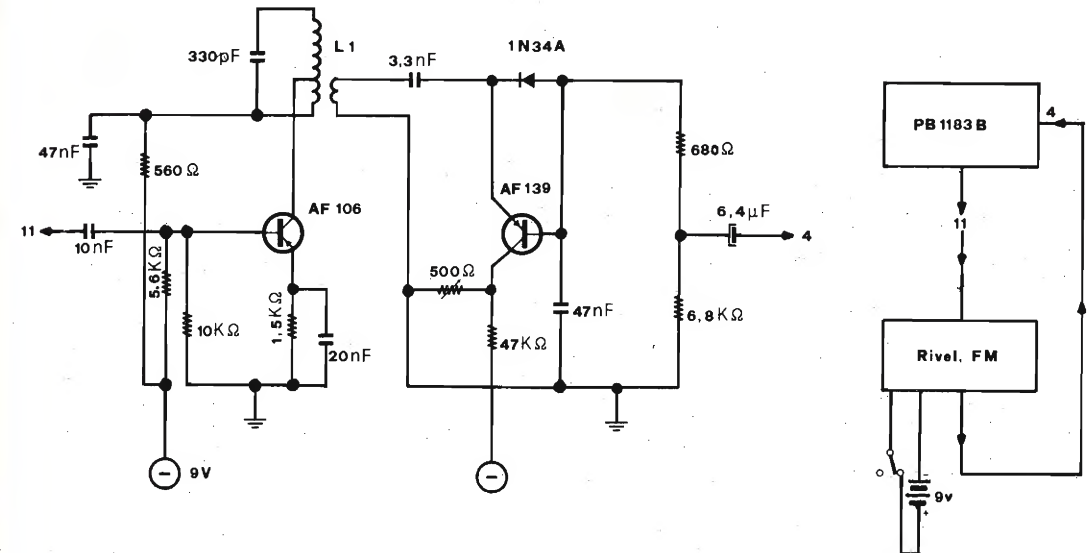 330pF
L1
3,3nF
1N34A
47nF
560Ω
680Ω
PB 1183 B
4
AF 106
AF 139
6,4µF
11
10nF
5.6KΩ
10KΩ
1,5KΩ
20nF
500Ω
47KΩ
47nF
6,8KΩ
4
11
Rivel. FM
− 9V
−
−
9v
+